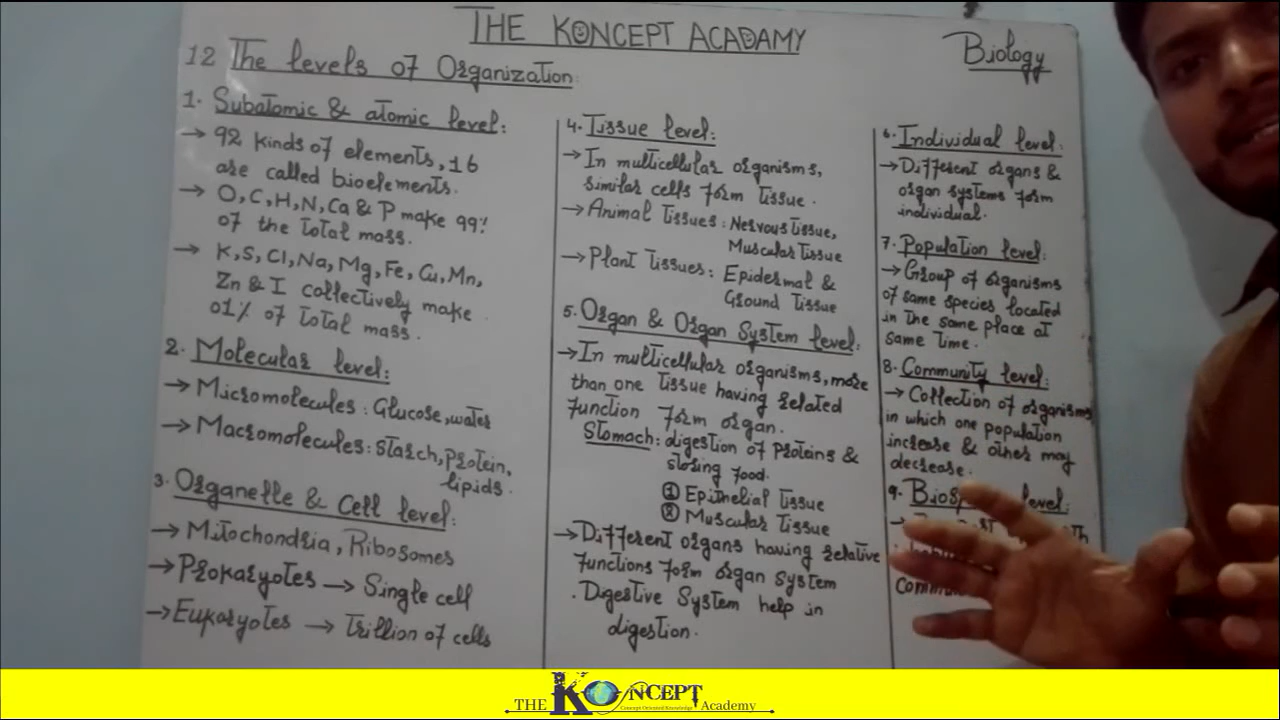 THE KONCEPT ACADAMY
Biology
12 The levels of Organization:
1. Subatomic & atomic level:
→ 92 kinds of elements, 16
are called bioelements.
→ O, C, H, N, Ca & P make 99%
of the total mass.
→ K, S, Cl, Na, Mg, Fe, Cu, Mn,
Zn & I collectively make
01% of total mass.
2. Molecular level:
→ Micromolecules: Glucose, water
→ Macromolecules: Starch, Protein,
lipids.
3. Organelle & Cell level:
→ Mitochondria, Ribosomes
→ Prokaryotes → Single cell
→ Eukaryotes → Trillion of cells
4. Tissue level:
→ In multicellular organisms,
similar cells form tissue.
→ Animal tissues: Nervous tissue,
Muscular tissue
→ Plant tissues: Epidermal &
Ground tissue
5. Organ & Organ System level:
→ In multicellular organisms, more
than one tissue having related
function form organ.
Stomach: digestion of Proteins &
storing food.
① Epithelial tissue
② Muscular tissue
→ Different organs having relative
functions form organ system
. Digestive System help in
digestion.
6. Individual level:
→ Different organs &
organ systems form
individual.
7. Population level:
→ Group of organisms
of same species located
in the same place at
same time.
8. Community level:
→ Collection of organisms
in which one population
increase & other may
decrease.
9. level:
THE KONCEPT
Concept Oriented Knowledge Academy